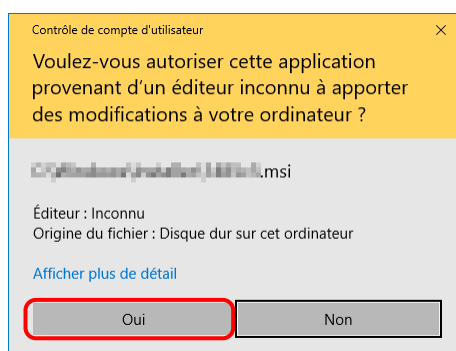 Contrôle de compte d'utilisateur
Voulez-vous autoriser cette application
provenant d’un éditeur inconnu à apporter
des modifications à votre ordinateur ?
.msi
Éditeur : Inconnu
Origine du fichier : Disque dur sur cet ordinateur
Afficher plus de détail
Oui
Non